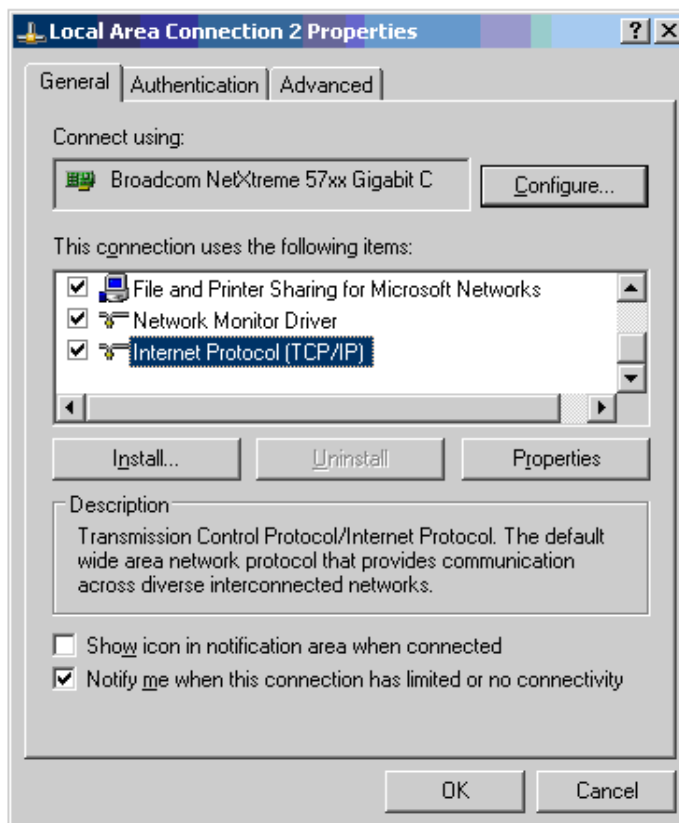 Local Area Connection 2 Properties
General
Authentication
Advanced
Connect using:
Broadcom NetXtreme 57xx Gigabit C
Configure...
This connection uses the following items:
File and Printer Sharing for Microsoft Networks
Network Monitor Driver
Internet Protocol (TCP/IP)
Install...
Uninstall
Properties
Description
Transmission Control Protocol/Internet Protocol. The default
wide area network protocol that provides communication
across diverse interconnected networks.
Show icon in notification area when connected
Notify me when this connection has limited or no connectivity
OK
Cancel